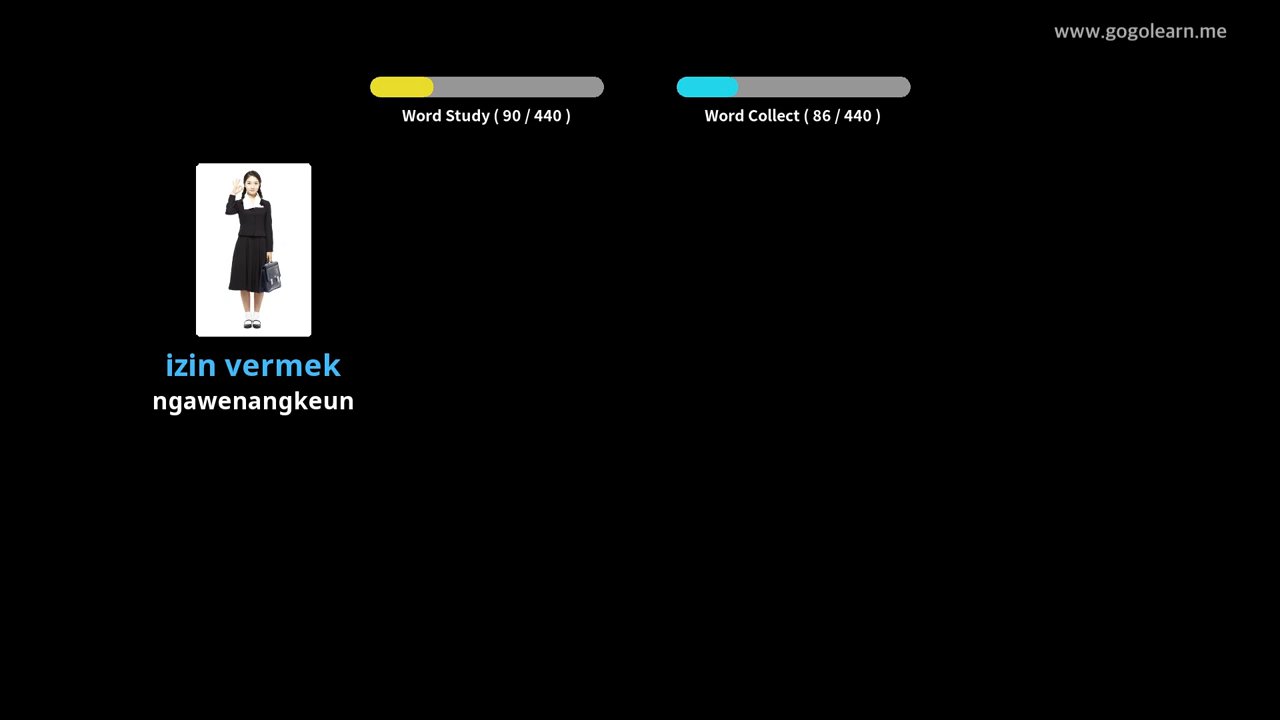 www.gogolearn.me
Word Study ( 90 / 440 )
Word Collect ( 86 / 440 )
izin vermek
ngawenangkeun